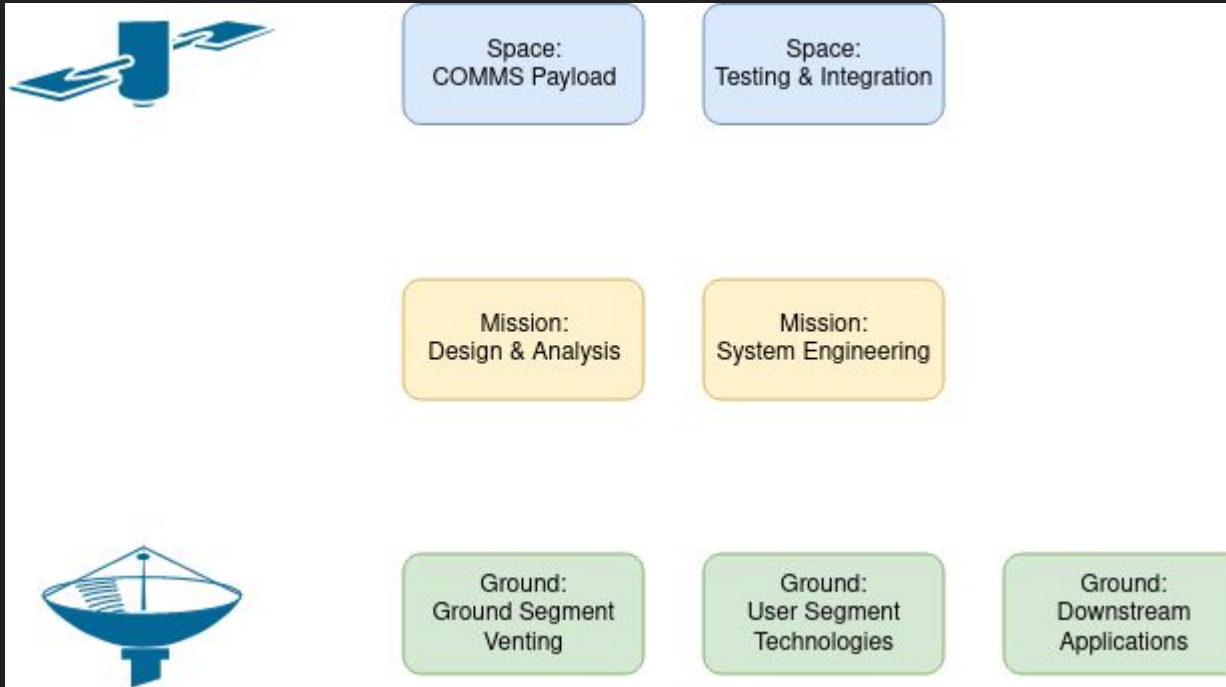 Space:
COMMS Payload
Space:
Testing & Integration
Mission:
Design & Analysis
Mission:
System Engineering
Ground:
Ground Segment
Venting
Ground:
User Segment
Technologies
Ground:
Downstream
Applications